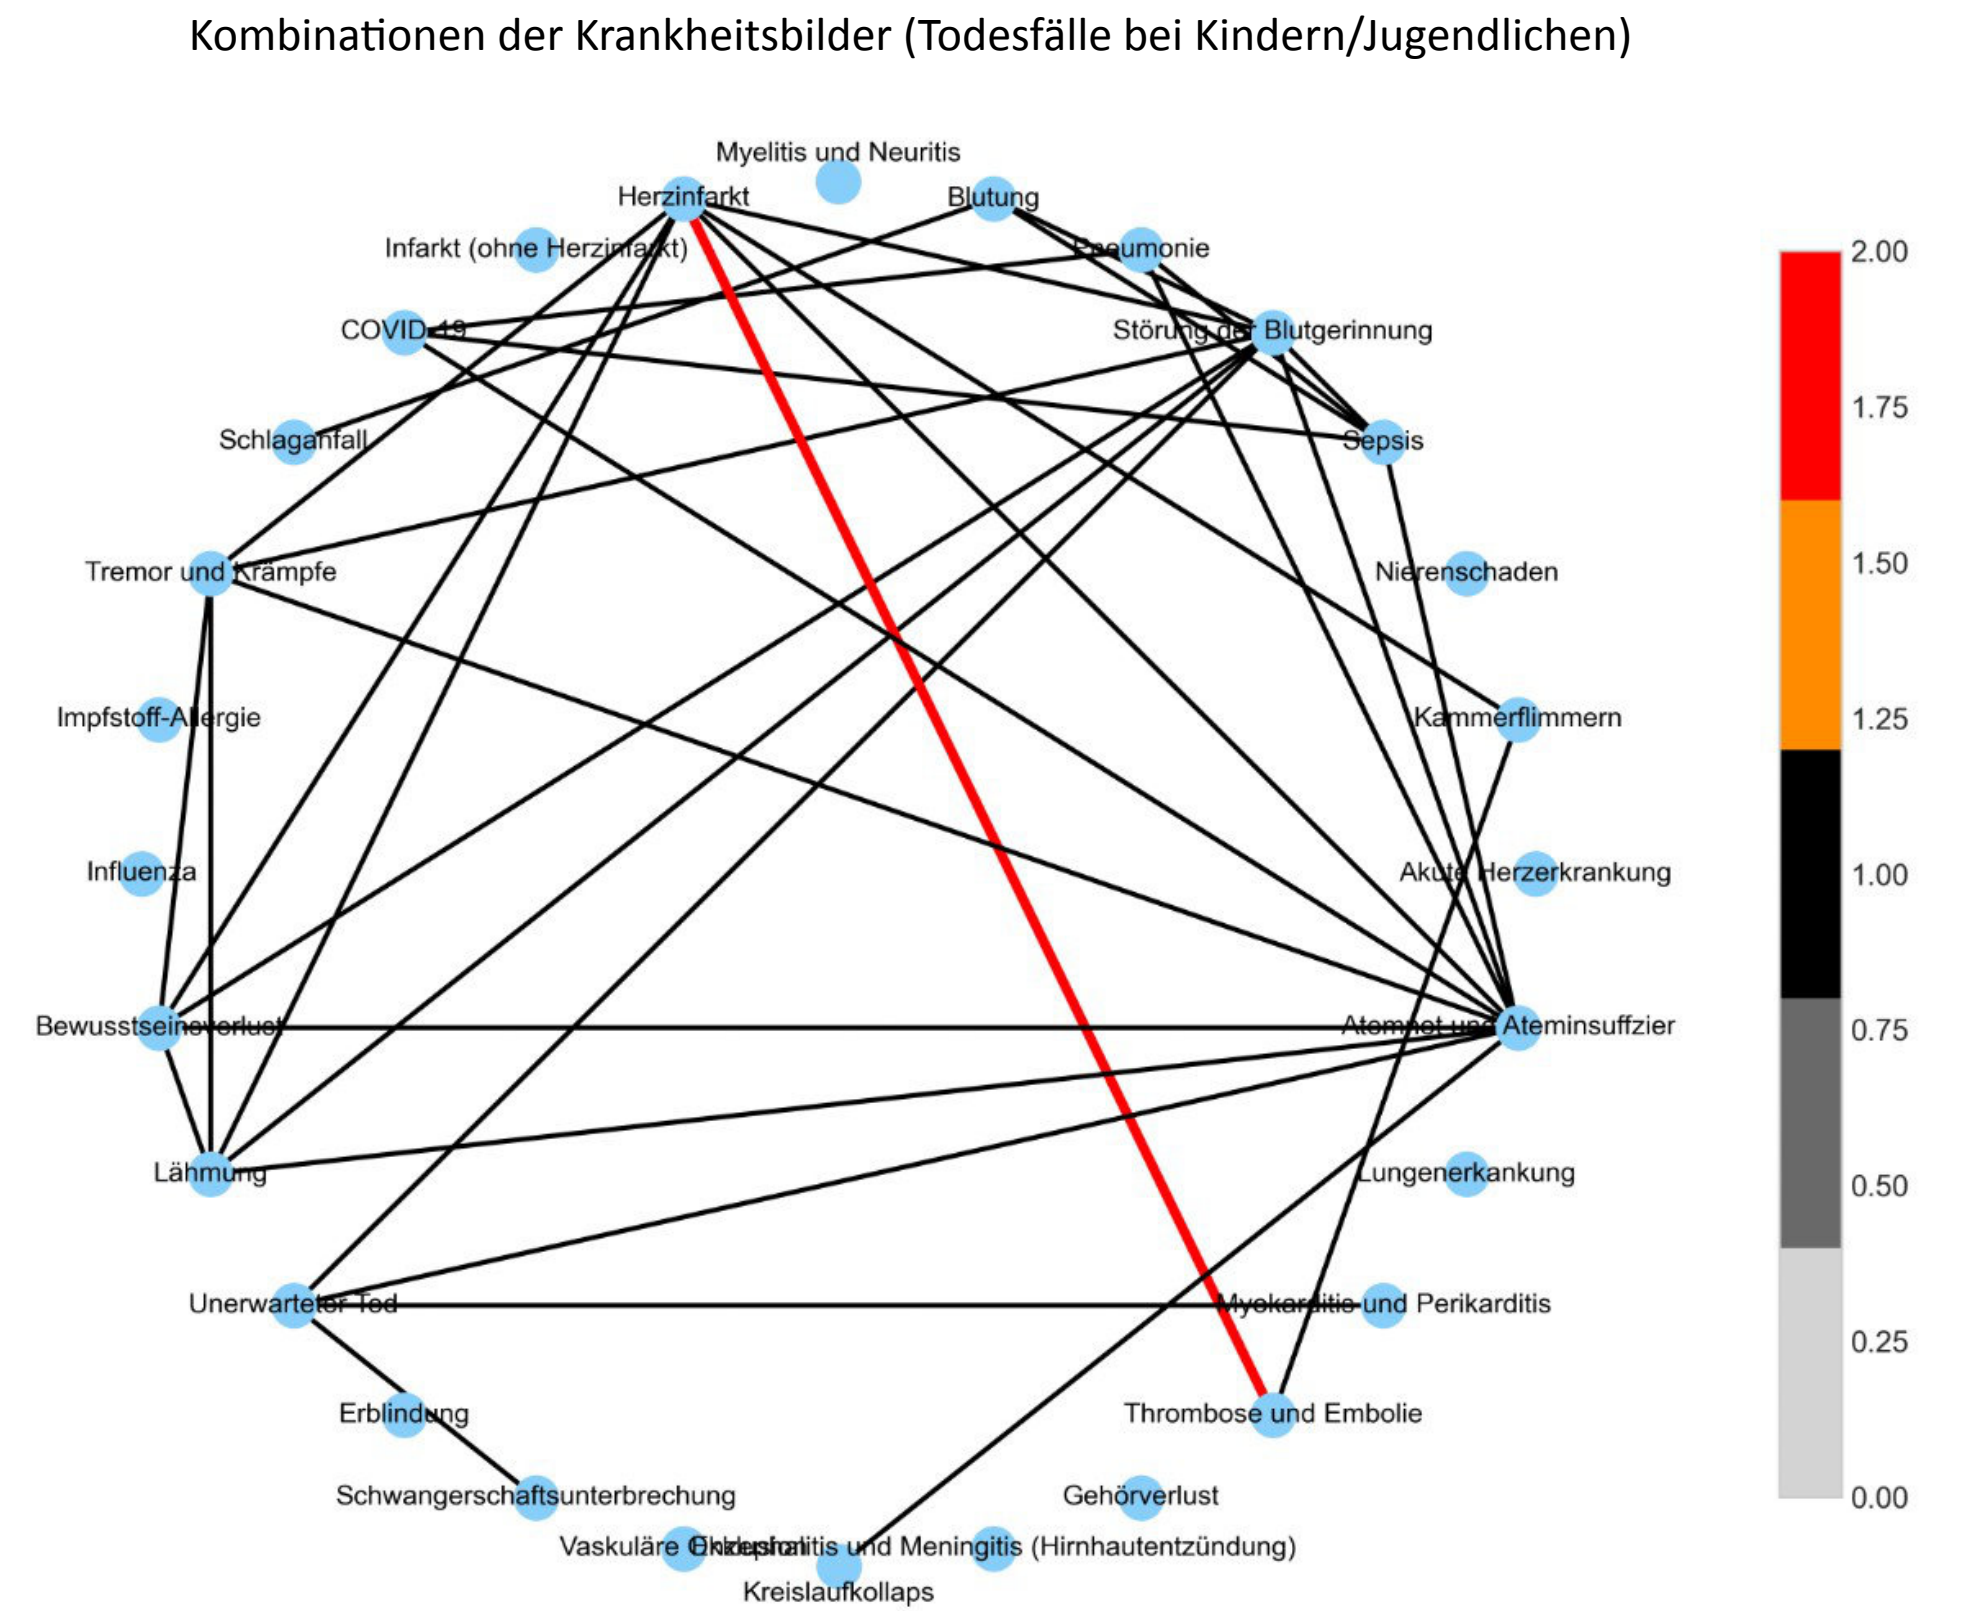 Kombinationen der Krankheitsbilder (Todesfälle bei Kindern/Jugendlichen)
Myelitis und Neuritis
Herzinfarkt
Blutung
Infarkt (ohne Herzinfarkt)
Pneumonie
COVID-19
Störung der Blutgerinnung
Schlaganfall
Sepsis
Tremor und Krämpfe
Nierenschaden
Impfstoff-Allergie
Kammerflimmern
Influenza
Akute Herzerkrankung
Bewusstseinsverlust
Atemnot und Ateminsuffzier
Lähmung
Lungenerkankung
Unerwarteter Tod
Myokarditis und Perikarditis
Erblindung
Thrombose und Embolie
Schwangerschaftsunterbrechung
Gehörverlust
Vaskuläre
und Meningitis (Hirnhautentzündung)
Kreislaufkollaps
2.00
1.75
1.50
1.25
1.00
0.75
0.50
0.25
0.00